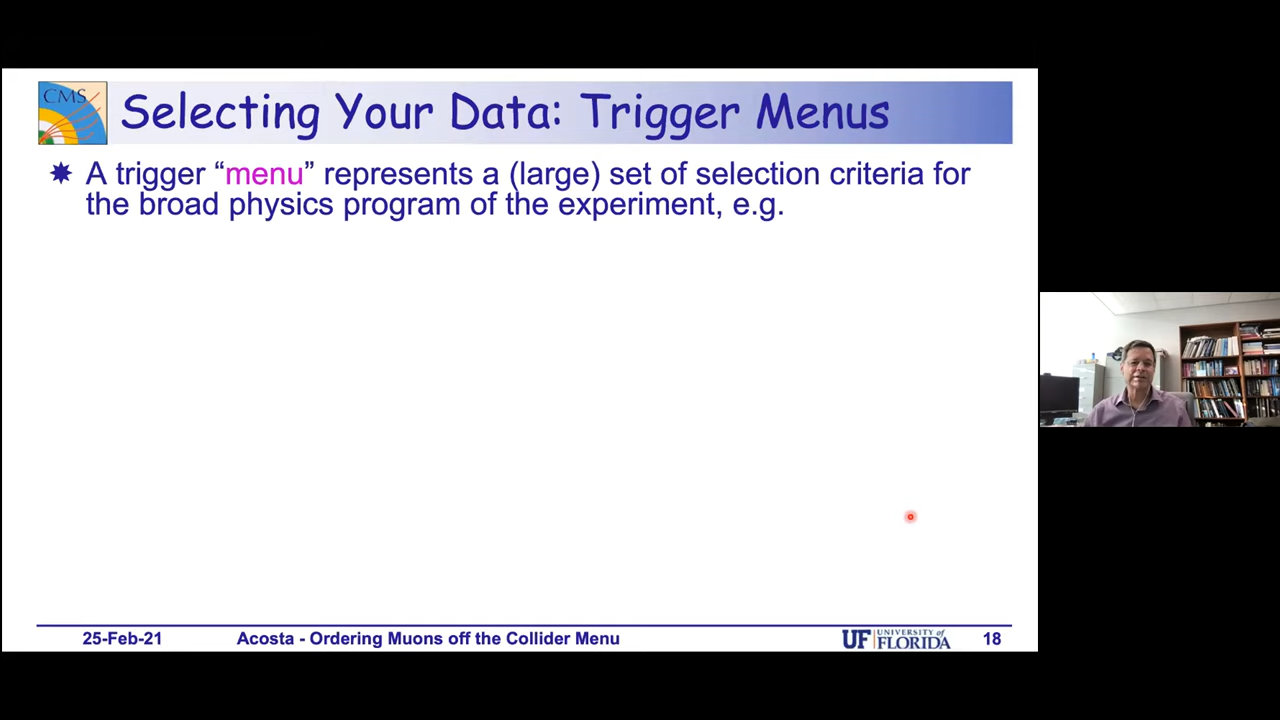 CMS
Selecting Your Data: Trigger Menus
A trigger “menu” represents a (large) set of selection criteria for
the broad physics program of the experiment, e.g.
25-Feb-21
Acosta - Ordering Muons off the Collider Menu
UF UNIVERSITY of
FLORIDA
18